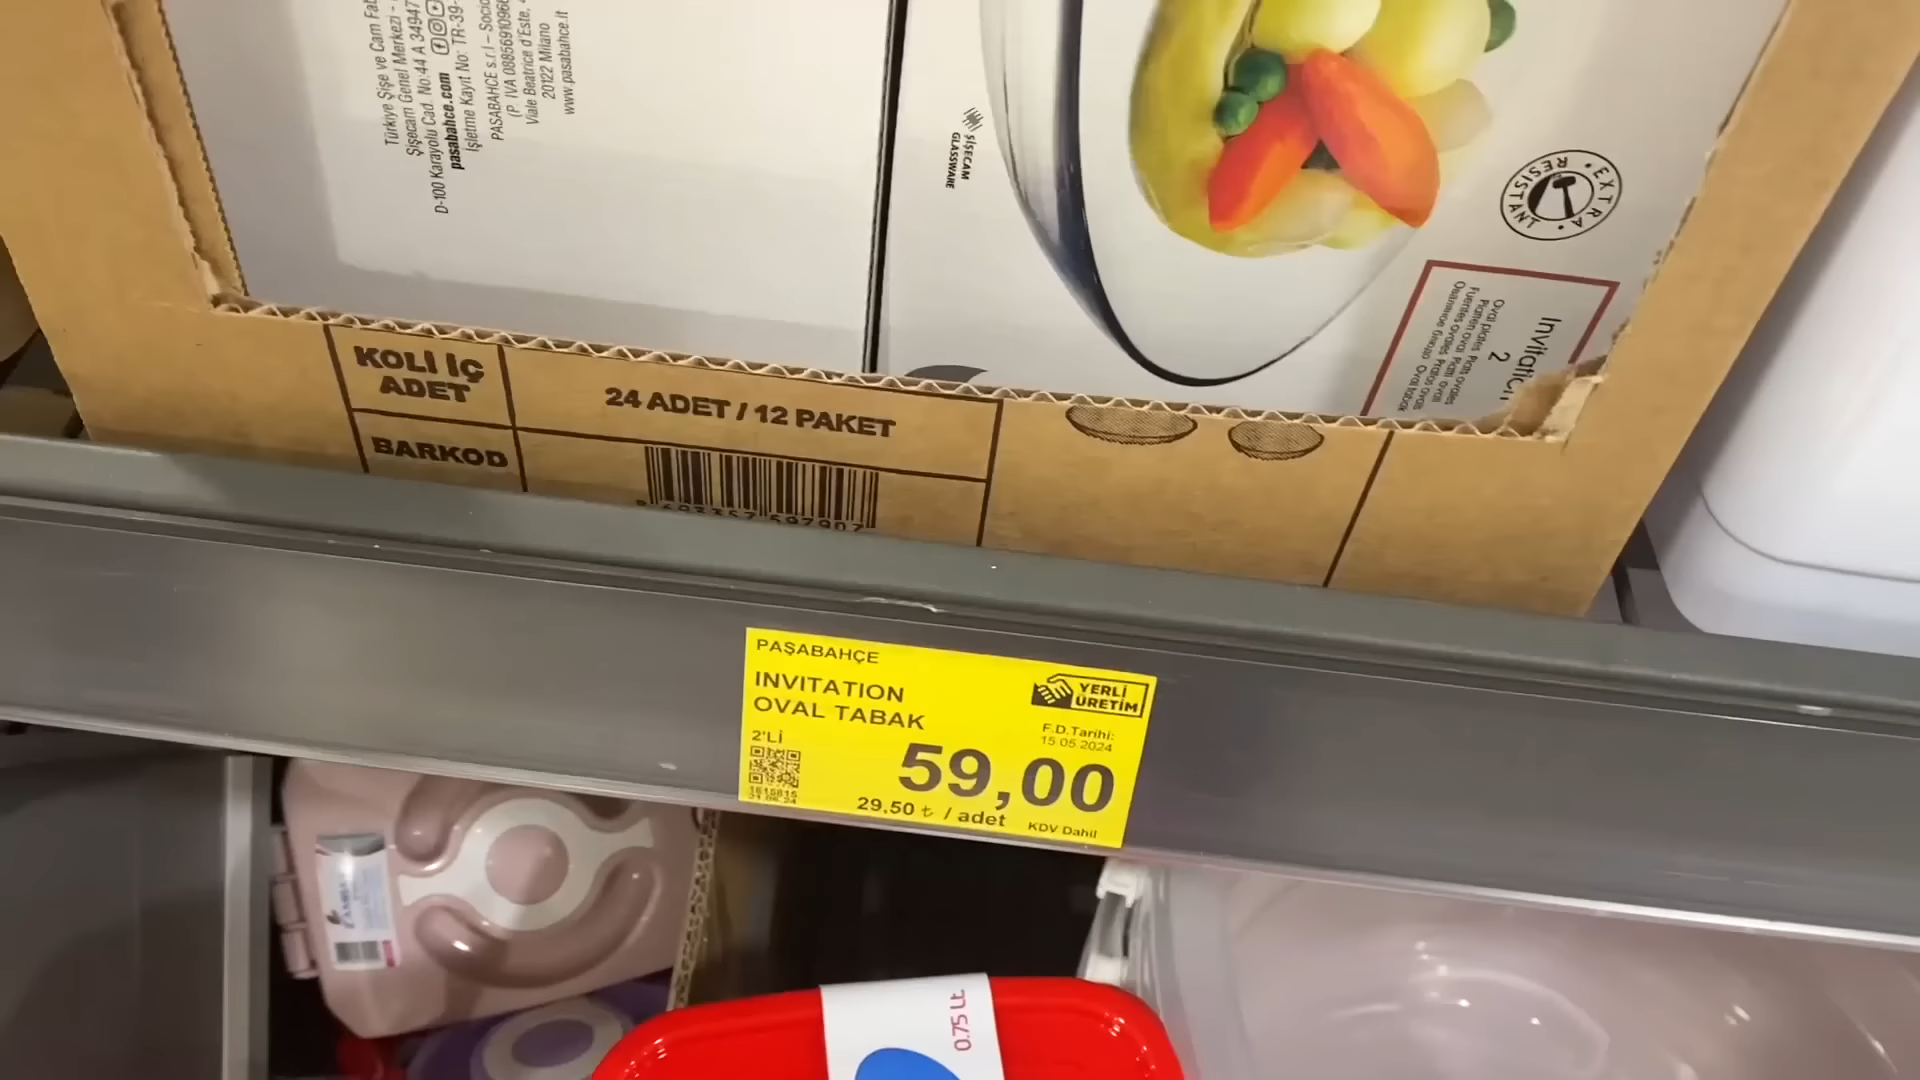 Türkiye Şişe ve Cam Fab
Şişecam Genel Merkezi -
D-100 Karayolu Cad. No:44 A 34947
pasabahce.com
İşletme Kayıt No: TR-39-
PASABAHCE s.r.l – Socio
(P. IVA 0885691096
Viale Beatrice d'Este,
20122 Milano
www.pasabahce.it
ŞİŞECAM
GLASSWARE
EXTRA
RESISTANT
Invitation
2
Oval plates
KOLİ İÇ
ADET
24 ADET / 12 PAKET
BARKOD
PAŞABAHÇE
INVITATION
OVAL TABAK
2'Lİ
YERLİ
ÜRETİM
F.D.Tarihi:
15.05.2024
59,00
29,50 ₺ / adet
KDV Dahil
0.75 Lt.